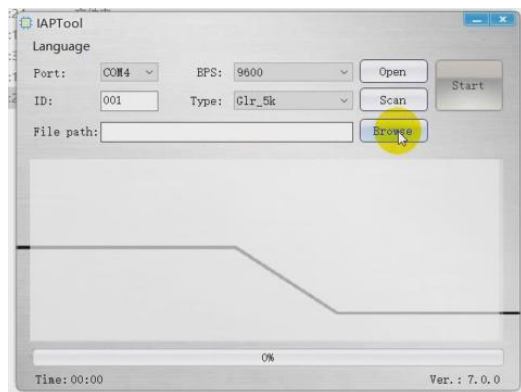 IAPTool
Language
Port: COM4 BPS: 9600 Open
Start
ID: 001 Type: Glr_5k Scan
File path: Browse
0%
Time: 00:00 Ver.: 7.0.0